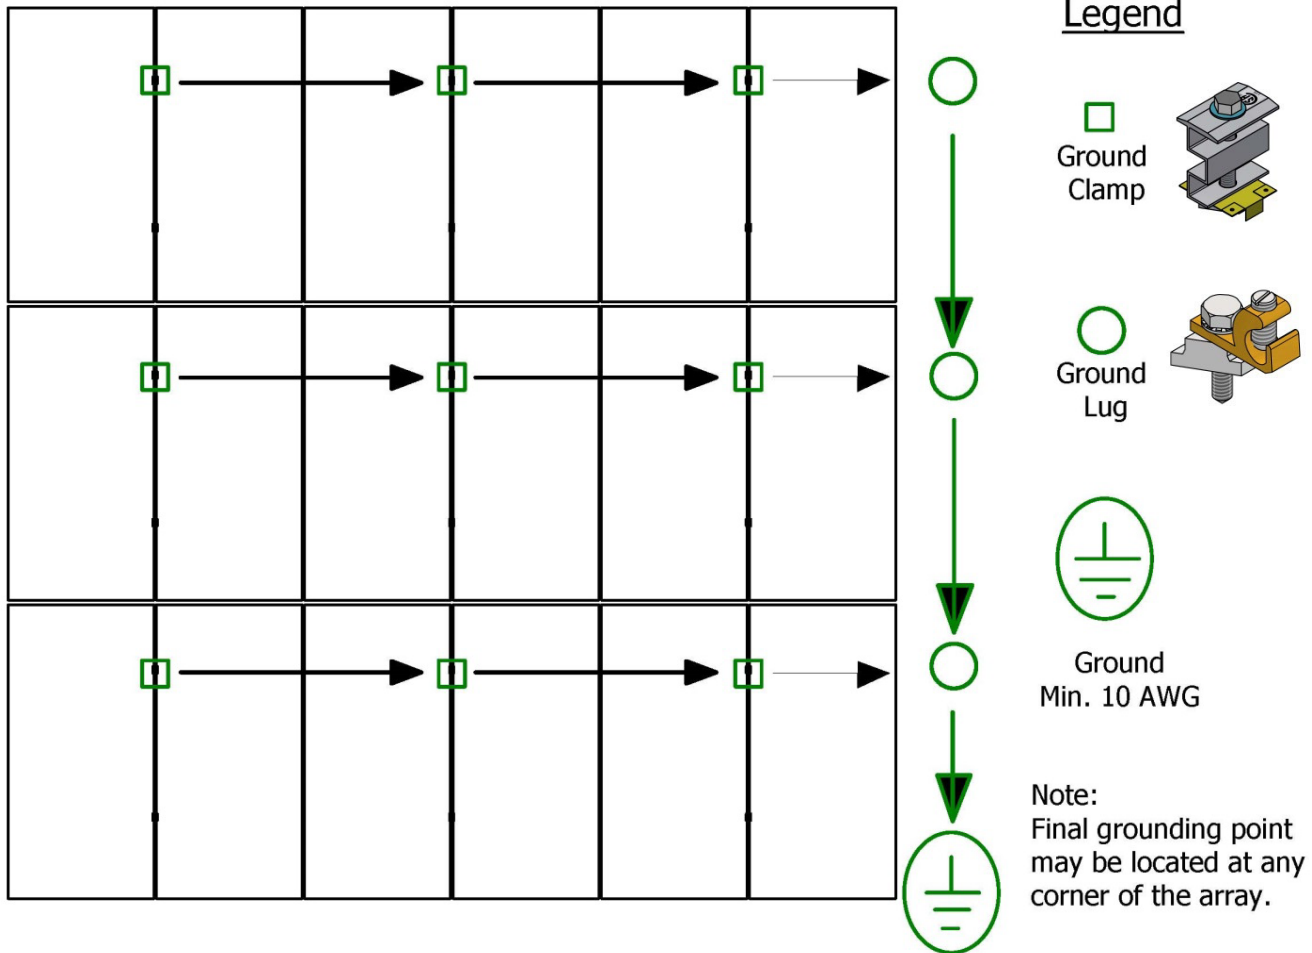 Legend
Ground
Clamp
Ground
Lug
Ground
Min. 10 AWG
Note:
Final grounding point
may be located at any
corner of the array.